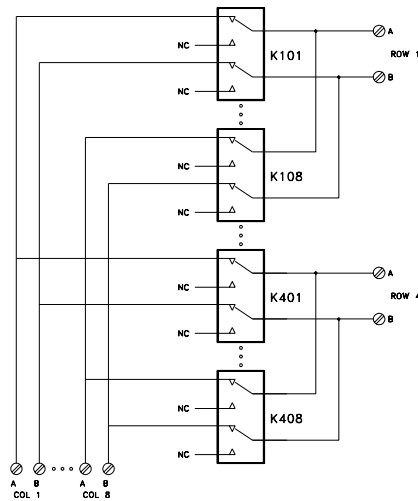 A
NC
K101
ROW 1
B
NC
NC
K108
NC
A
NC
K401
ROW 4
B
NC
NC
K408
NC
A B A B
COL 1 COL 8